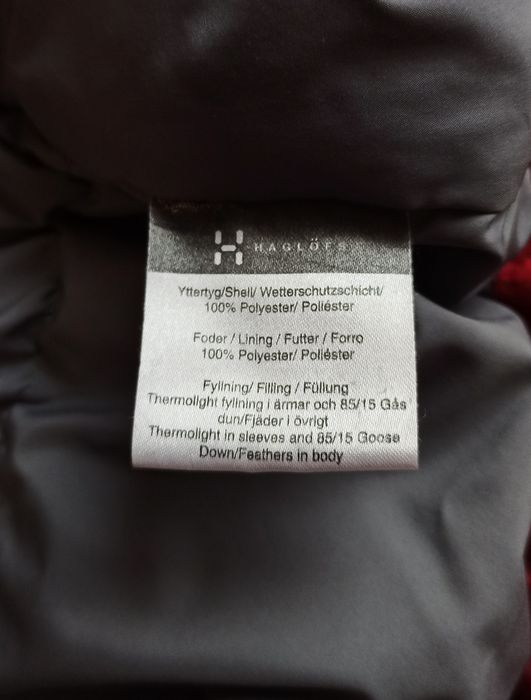 HAGLÖFS
Yttertyg/Shell/ Wetterschutzschicht/
100% Polyester/ Poliéster
Foder / Lining / Futter / Forro
100% Polyester/ Poliéster
Fyllning/ Filling / Füllung
Thermolight fyllning i ärmar och 85/15 Gås
dun/Fjäder i övrigt
Thermolight in sleeves and 85/15 Goose
Down/Feathers in body